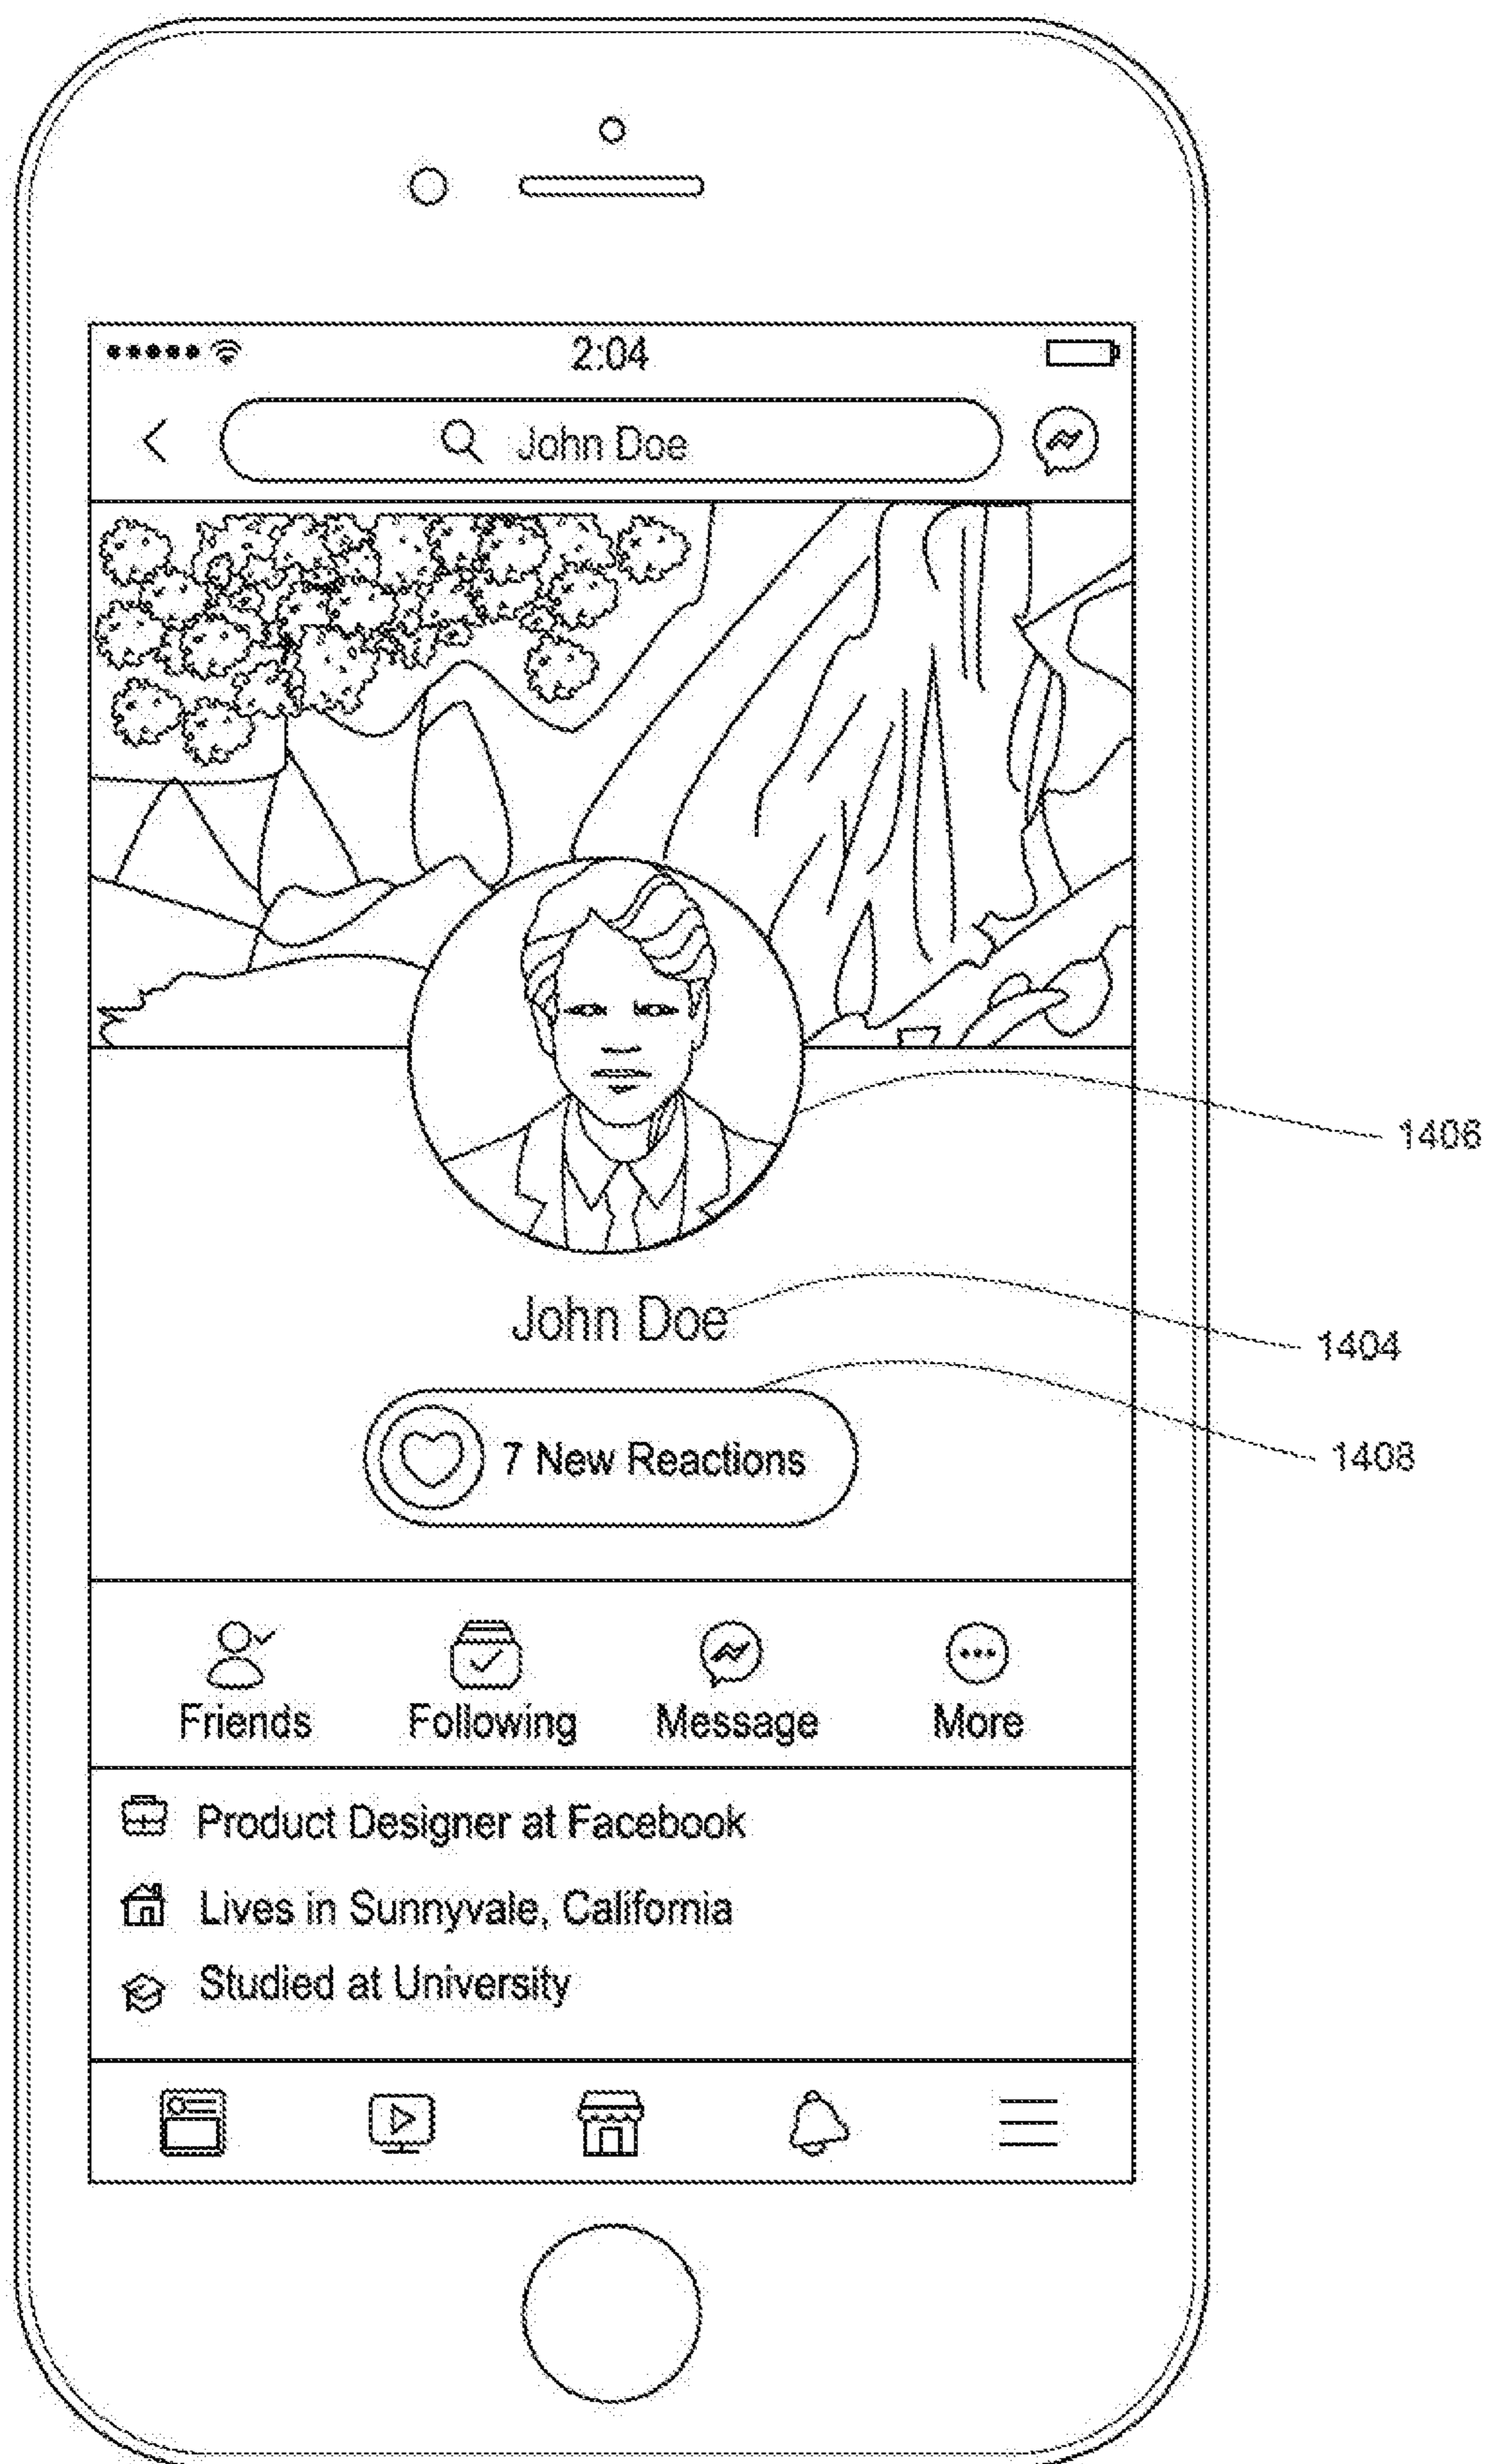 2:04
John Doe
1406
John Doe
1404
7 New Reactions
1408
Friends Following Message More
Product Designer at Facebook
Lives in Sunnyvale, California
Studied at University